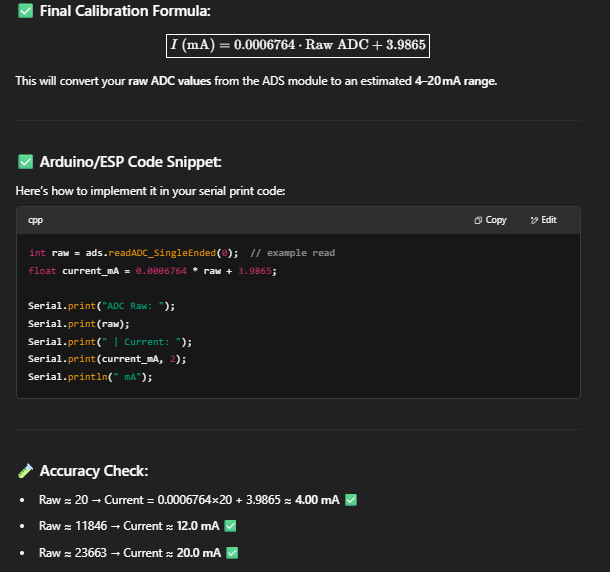 ✅ Final Calibration Formula:
I (mA) = 0.0006764 · Raw ADC + 3.9865
This will convert your raw ADC values from the ADS module to an estimated 4–20 mA range.
✅ Arduino/ESP Code Snippet:
Here's how to implement it in your serial print code:
cpp Copy Edit
int raw = ads.readADC_SingleEnded(0);  // example read
float current_mA = 0.0006764 * raw + 3.9865;
Serial.print("ADC Raw: ");
Serial.print(raw);
Serial.print(" | Current: ");
Serial.print(current_mA, 2);
Serial.println(" mA");
🧪 Accuracy Check:
• Raw ≈ 20 → Current = 0.0006764×20 + 3.9865 ≈ 4.00 mA ✅
• Raw ≈ 11846 → Current ≈ 12.0 mA ✅
• Raw ≈ 23663 → Current ≈ 20.0 mA ✅